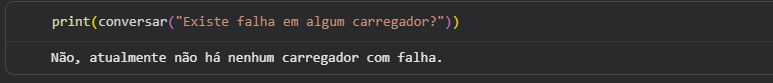 print(conversar("Existe falha em algum carregador?"))
Não, atualmente não há nenhum carregador com falha.